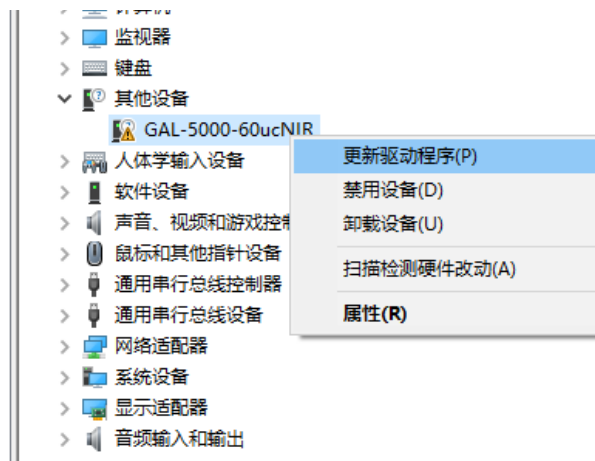 监视器
键盘
其他设备
GAL-5000-60ucNIR
更新驱动程序(P)
人体学输入设备
禁用设备(D)
软件设备
卸载设备(U)
声音、视频和游戏控制
扫描检测硬件改动(A)
鼠标和其他指针设备
通用串行总线控制器
属性(R)
通用串行总线设备
网络适配器
系统设备
显示适配器
音频输入和输出